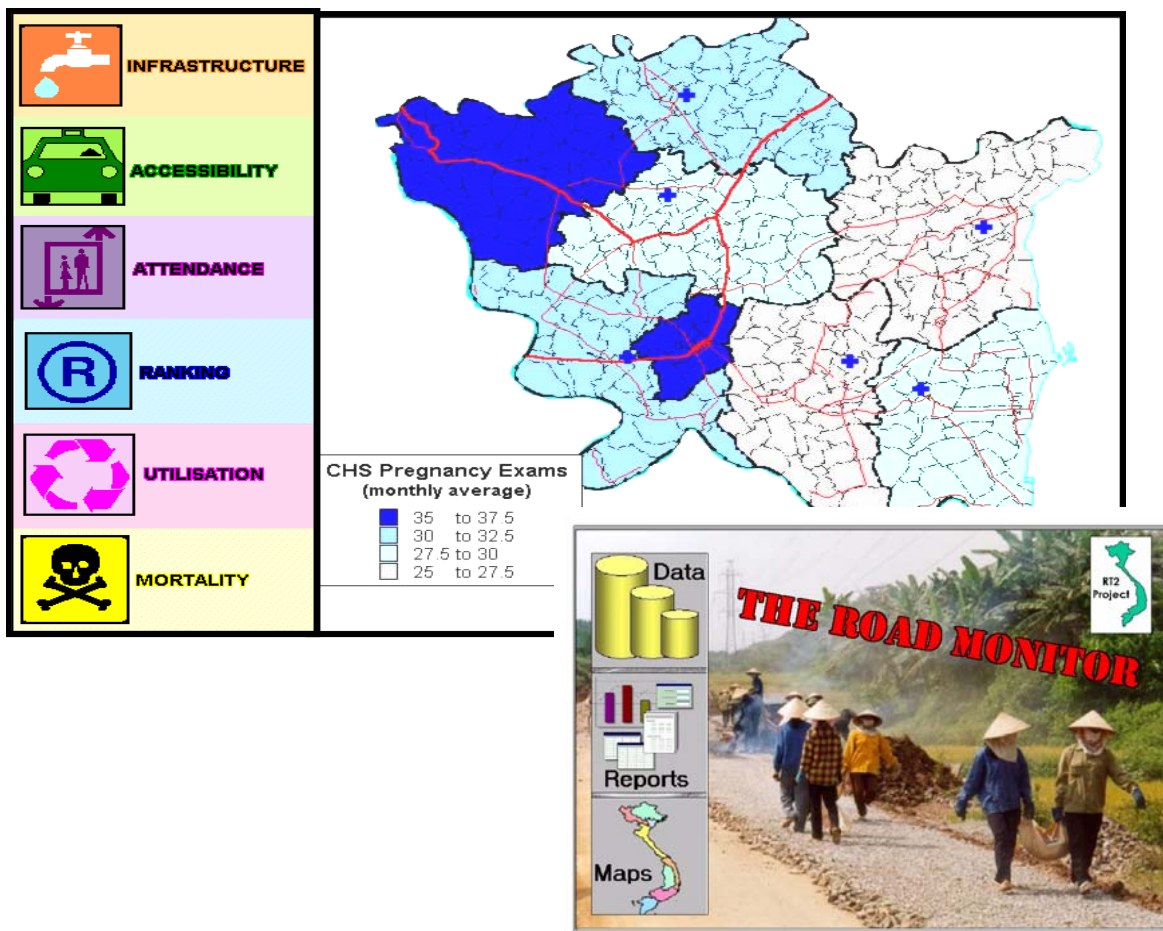 INFRASTRUCTURE
ACCESSIBILITY
ATTENDANCE
R
RANKING
UTILISATION
MORTALITY
CHS Pregnancy Exams
(monthly average)
35 to 37.5
30 to 32.5
27.5 to 30
25 to 27.5
Data
Reports
Maps
THE ROAD MONITOR
RT2
Project